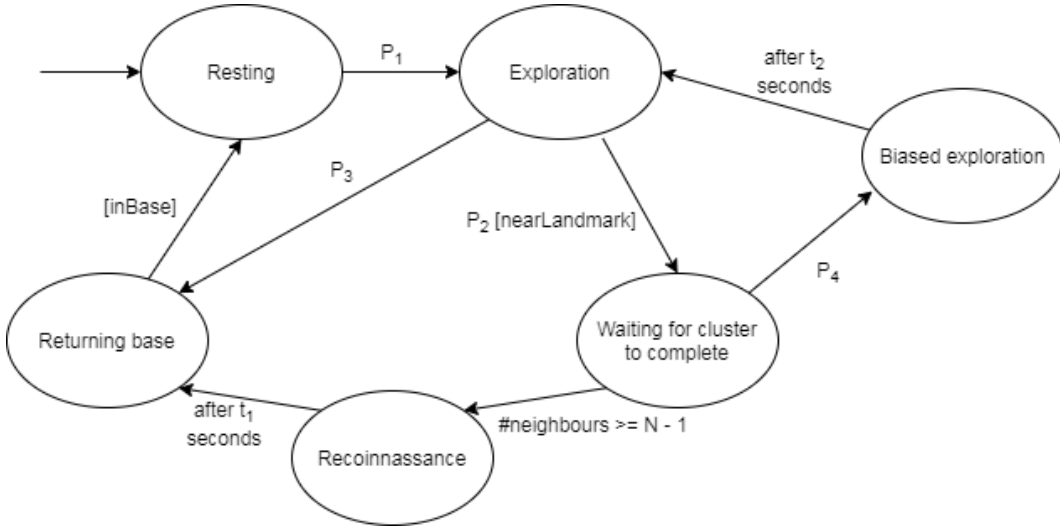 Resting
P₁
Exploration
after t₂
seconds
Biased exploration
P₃
[inBase]
P₂ [nearLandmark]
P₄
Returning base
Waiting for cluster
to complete
after t₁
seconds
#neighbours >= N - 1
Recoinnassance